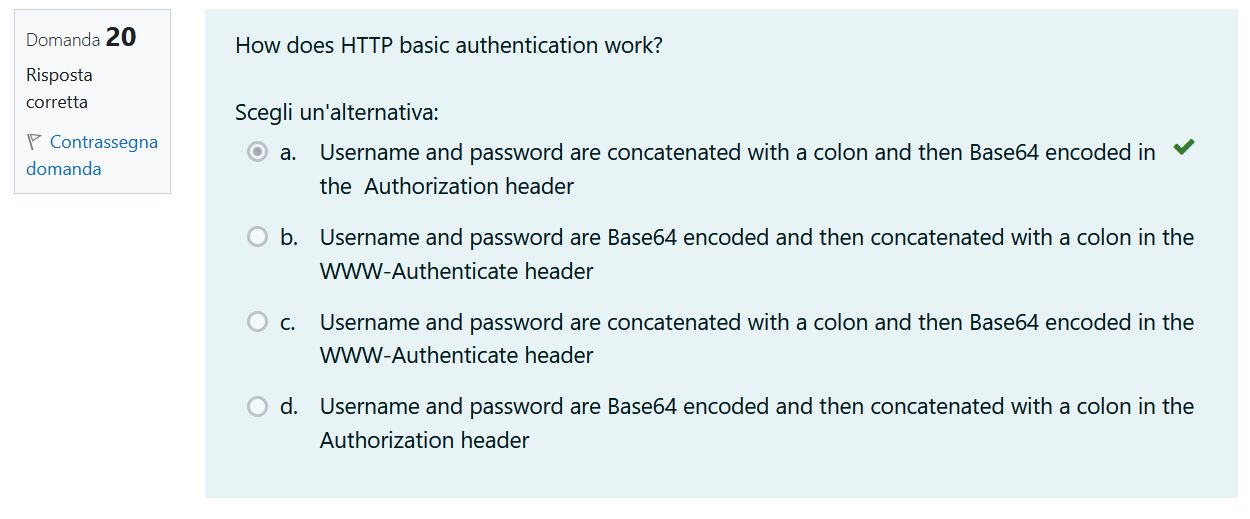 Domanda 20
Risposta
corretta
Contrassegna
domanda
How does HTTP basic authentication work?
Scegli un'alternativa:
a. Username and password are concatenated with a colon and then Base64 encoded in
the Authorization header
b. Username and password are Base64 encoded and then concatenated with a colon in the
WWW-Authenticate header
c. Username and password are concatenated with a colon and then Base64 encoded in the
WWW-Authenticate header
d. Username and password are Base64 encoded and then concatenated with a colon in the
Authorization header